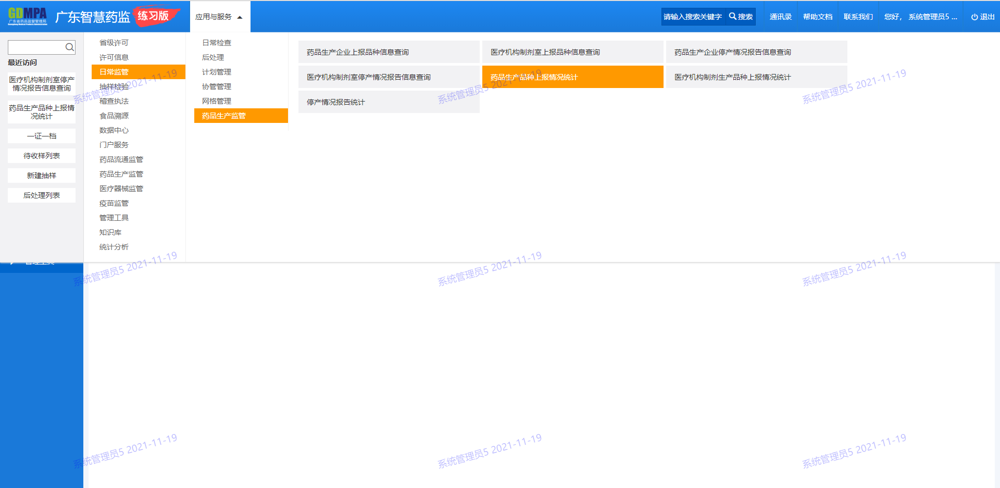 GDMPA
广东省药品监督管理局
Guangdong Medical Products Administration
广东智慧药监
练习版
应用与服务
请输入搜索关键字
搜索
通讯录
帮助文档
联系我们
您好， 系统管理员5 ...
退出
最近访问
医疗机构制剂室停产
情况报告信息查询
药品生产品种上报情
况统计
一证一档
待收样列表
新建抽样
后处理列表
省级许可
许可信息
日常监管
抽样检验
稽查执法
食品溯源
数据中心
门户服务
药品流通监管
药品生产监管
医疗器械监管
疫苗监管
管理工具
知识库
统计分析
日常检查
后处理
计划管理
协管管理
网格管理
药品生产监管
药品生产企业上报品种信息查询
医疗机构制剂室上报品种信息查询
药品生产企业停产情况报告信息查询
医疗机构制剂室停产情况报告信息查询
药品生产品种上报情况统计
医疗机构制剂生产品种上报情况统计
停产情况报告统计
管理工具
系统管理员5 2021-11-19
系统管理员5 2021-11-19
系统管理员5 2021-11-19
系统管理员5 2021-11-19
系统管理员5 2021-11-19
系统管理员5 2021-11-19
系统管理员5 2021-11-19
系统管理员5 2021-11-19
系统管理员5 2021-11-19